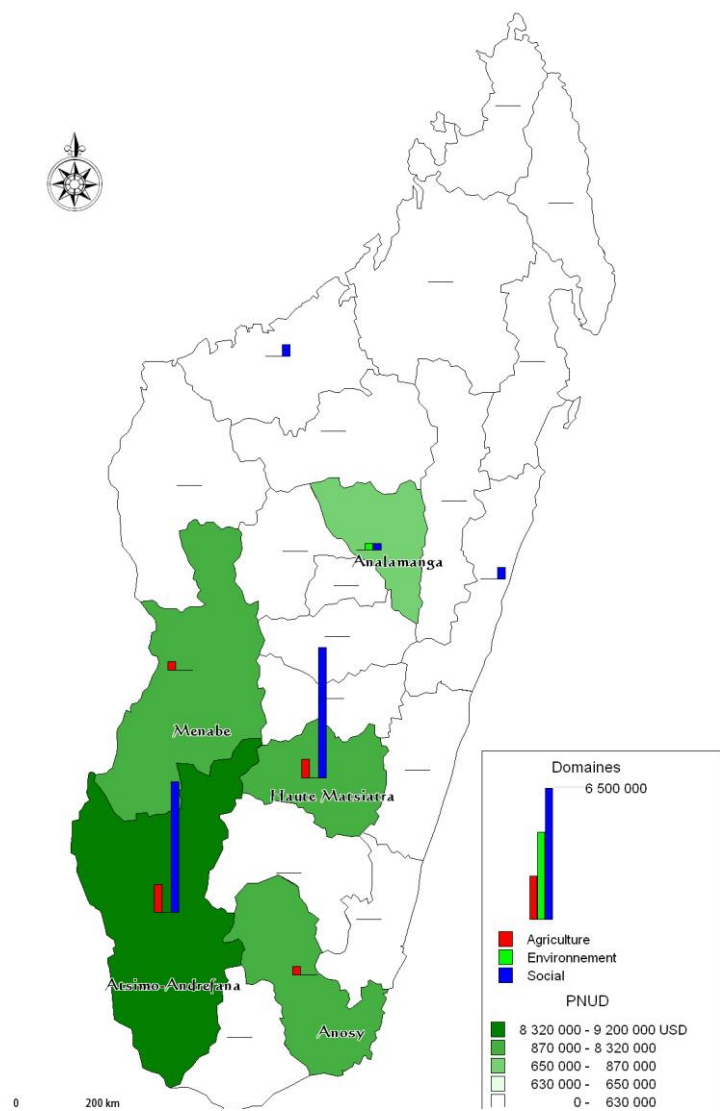 Analamanga
Menabe
Haute Matsiatra
Atsimo-Andrefana
Anosy
0 200 km
Domaines
6 500 000
Agriculture
Environnement
Social
PNUD
8 320 000 - 9 200 000 USD
870 000 - 8 320 000
650 000 - 870 000
630 000 - 650 000
0 - 630 000